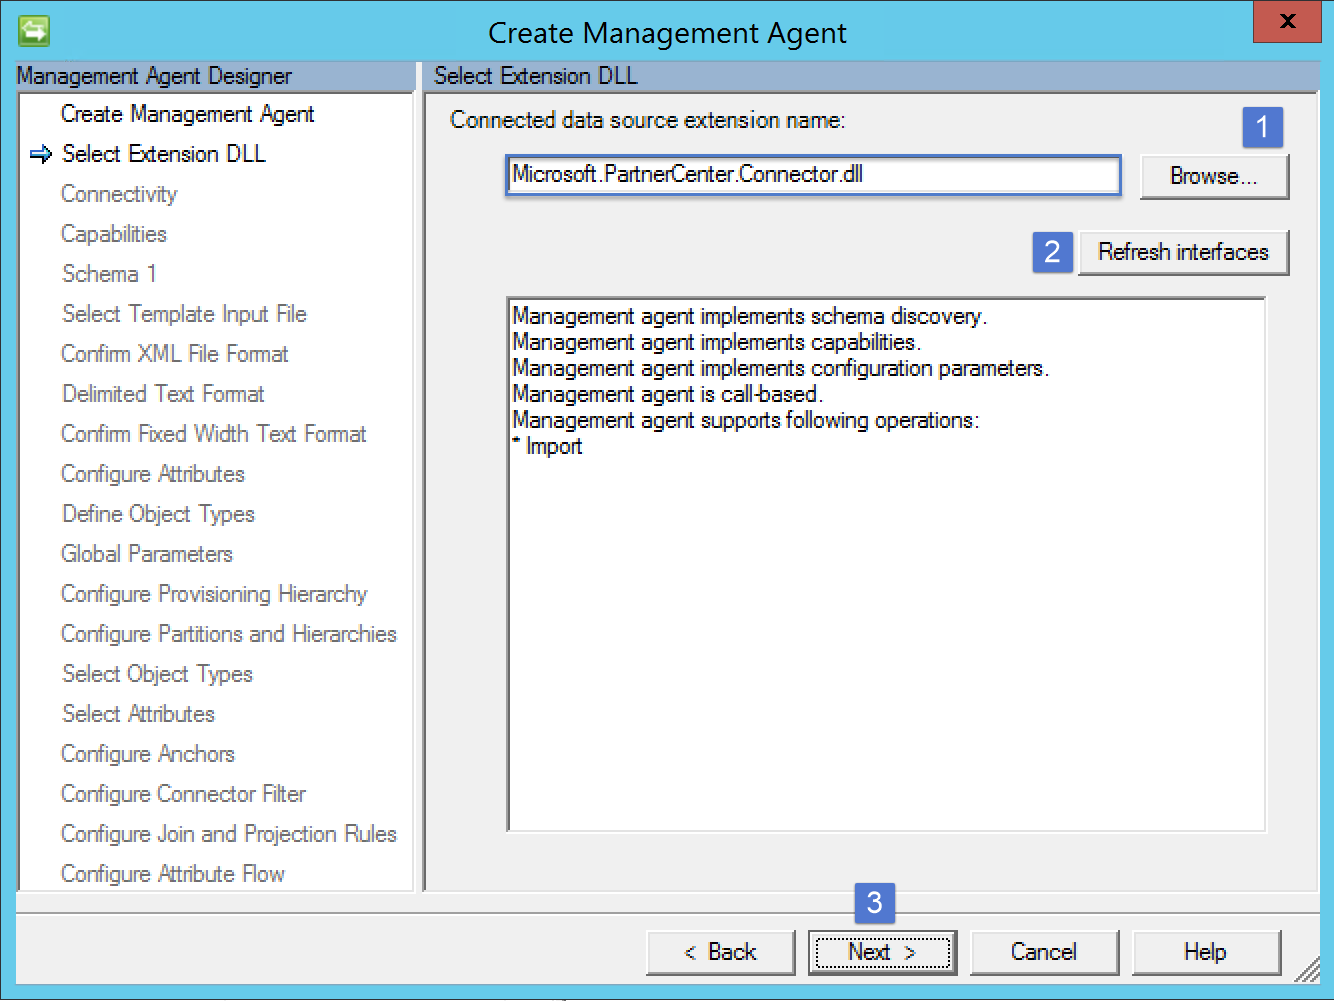 Create Management Agent
X
Management Agent Designer
Create Management Agent
Select Extension DLL
Connectivity
Capabilities
Schema 1
Select Template Input File
Confirm XML File Format
Delimited Text Format
Confirm Fixed Width Text Format
Configure Attributes
Define Object Types
Global Parameters
Configure Provisioning Hierarchy
Configure Partitions and Hierarchies
Select Object Types
Select Attributes
Configure Anchors
Configure Connector Filter
Configure Join and Projection Rules
Configure Attribute Flow
Select Extension DLL
Connected data source extension name:
1
Microsoft.PartnerCenter.Connector.dll
Browse...
2
Refresh interfaces
Management agent implements schema discovery.
Management agent implements capabilities.
Management agent implements configuration parameters.
Management agent is call-based.
Management agent supports following operations:
* Import
3
< Back
Next >
Cancel
Help